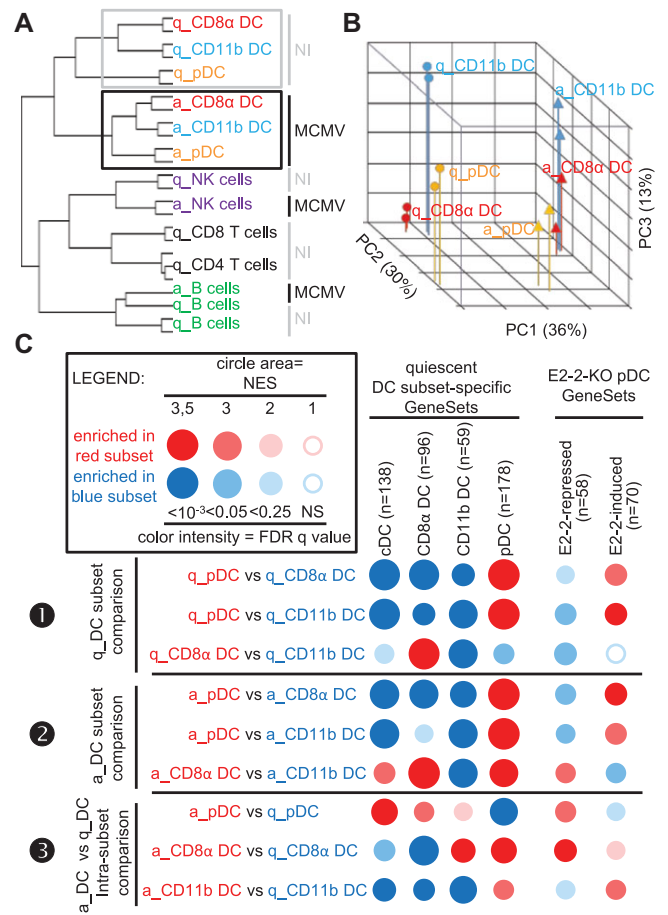 A
q_CD8α DC
q_CD11b DC
q_pDC
NI
a_CD8α DC
a_CD11b DC
a_pDC
MCMV
q_NK cells
NI
a_NK cells
MCMV
q_CD8 T cells
q_CD4 T cells
NI
a_B cells
MCMV
q_B cells
q_B cells
NI
B
q_CD11b DC
a_CD11b DC
q_pDC
a_CD8α DC
q_CD8α DC
a_pDC
PC1 (36%)
PC2 (30%)
PC3 (13%)
C
LEGEND:
circle area=
NES
3,5 3 2 1
enriched in
red subset
enriched in
blue subset
<10⁻³ <0.05 <0.25 NS
color intensity = FDR q value
quiescent
DC subset-specific
GeneSets
E2-2-KO pDC
GeneSets
cDC (n=138)
CD8α DC (n=96)
CD11b DC (n=59)
pDC (n=178)
E2-2-repressed
(n=58)
E2-2-induced
(n=70)
1
q_DC subset
comparison
q_pDC vs q_CD8α DC
q_pDC vs q_CD11b DC
q_CD8α DC vs q_CD11b DC
2
a_DC subset
comparison
a_pDC vs a_CD8α DC
a_pDC vs a_CD11b DC
a_CD8α DC vs a_CD11b DC
3
a_DC vs q_DC
Intra-subset
comparison
a_pDC vs q_pDC
a_CD8α DC vs q_CD8α DC
a_CD11b DC vs q_CD11b DC